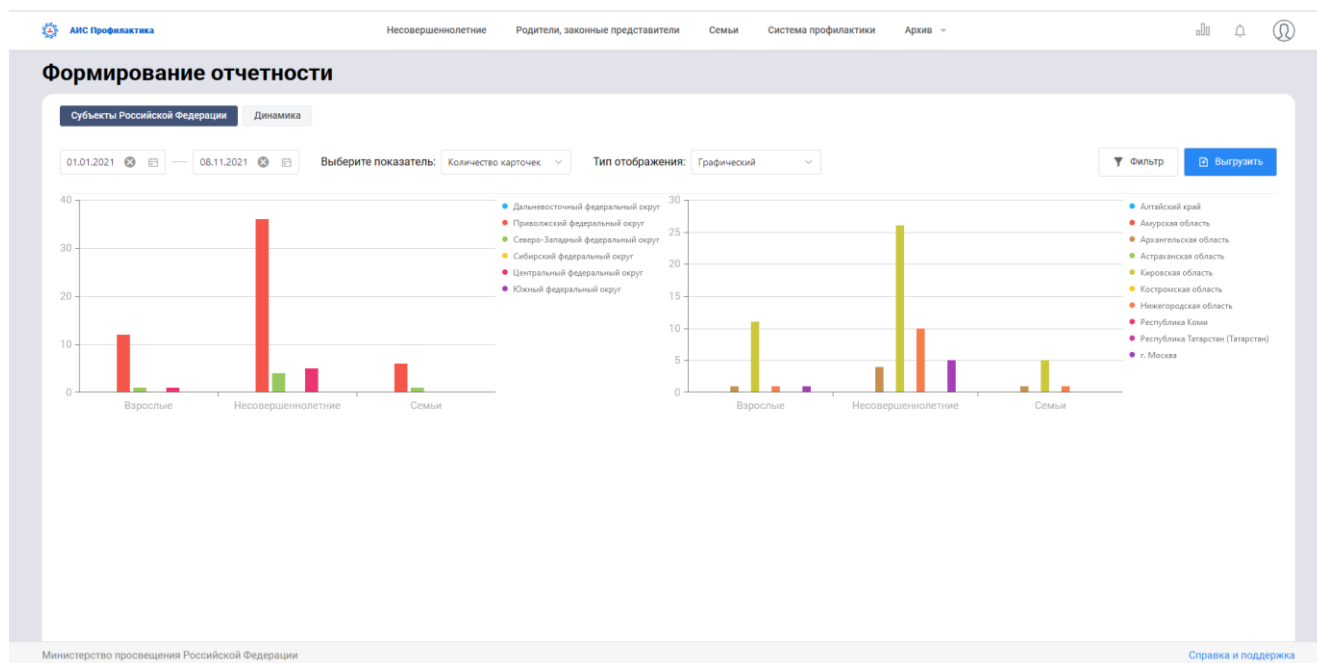 АИС Профилактика Несовершеннолетние Родители, законные представители Семьи Система профилактики Архив
Формирование отчетности
Субъекты Российской Федерации Динамика
01.01.2021 — 08.11.2021 Выберите показатель: Количество карточек Тип отображения: Графический Фильтр Выгрузить
40
30
20
10
0
Взрослые Несовершеннолетние Семьи
Дальневосточный федеральный округ
Приволжский федеральный округ
Северо-Западный федеральный округ
Сибирский федеральный округ
Центральный федеральный округ
Южный федеральный округ
30
25
20
15
10
5
0
Взрослые Несовершеннолетние Семьи
Алтайский край
Амурская область
Архангельская область
Астраханская область
Кировская область
Костромская область
Нижегородская область
Республика Коми
Республика Татарстан (Татарстан)
г. Москва
Министерство просвещения Российской Федерации Справка и поддержка